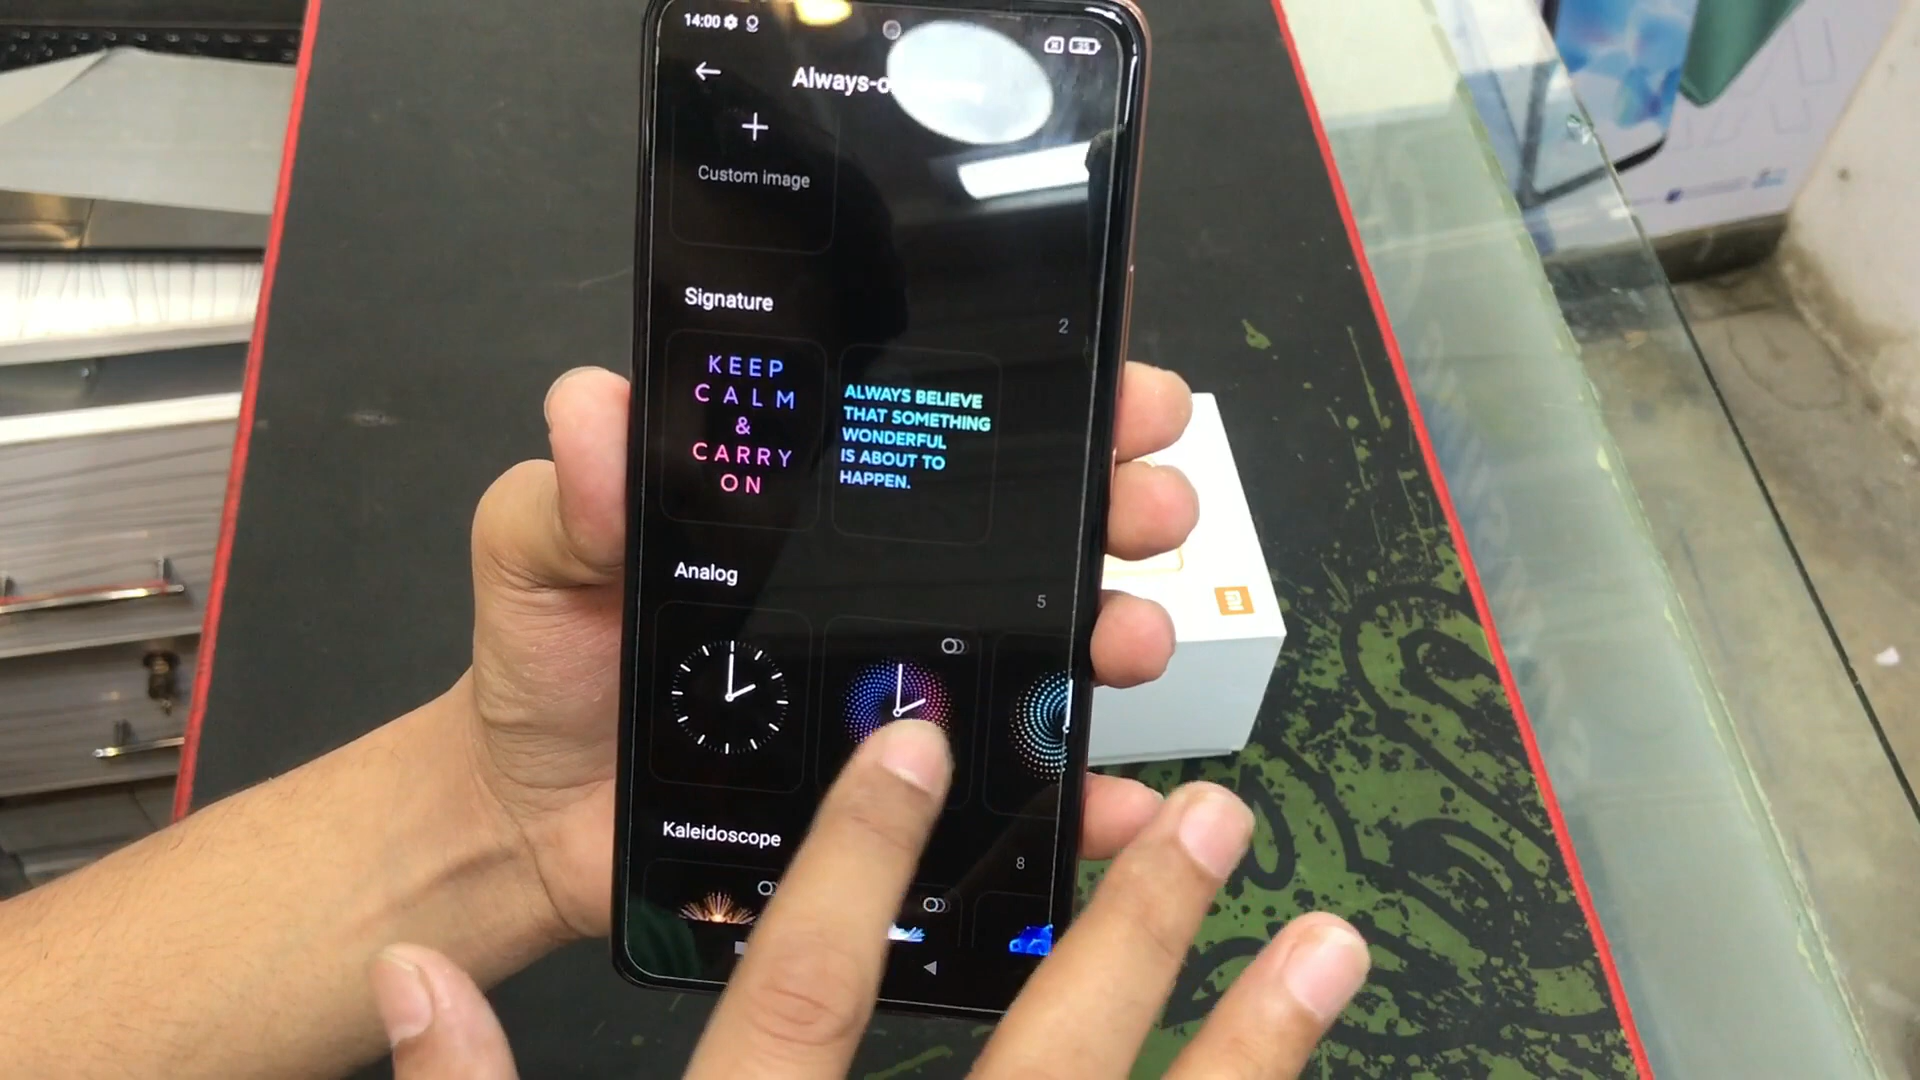 14:00
Always-o
Custom image
Signature
2
KEEP
CALM
&
CARRY
ON
ALWAYS BELIEVE
THAT SOMETHING
WONDERFUL
IS ABOUT TO
HAPPEN.
Analog
5
Kaleidoscope
8
mi